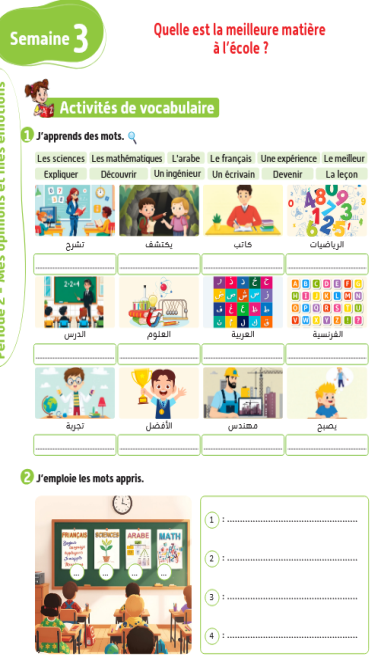 Semaine 3
Quelle est la meilleure matière
à l'école ?
Période 2 - Mes opinions et mes émotions
Activités de vocabulaire
1 J'apprends des mots.
Les sciences Les mathématiques L'arabe Le français Une expérience Le meilleur
Expliquer Découvrir Un ingénieur Un écrivain Devenir La leçon
تشرح يكتشف كاتب الرياضيات
2×2=4
الدرس العلوم العربية الفرنسية
تجربة الأفضل مهندس يصبح
2 J'emploie les mots appris.
FRANÇAIS SCIENCES ARABE MATH
1 :
2 :
3 :
4 :